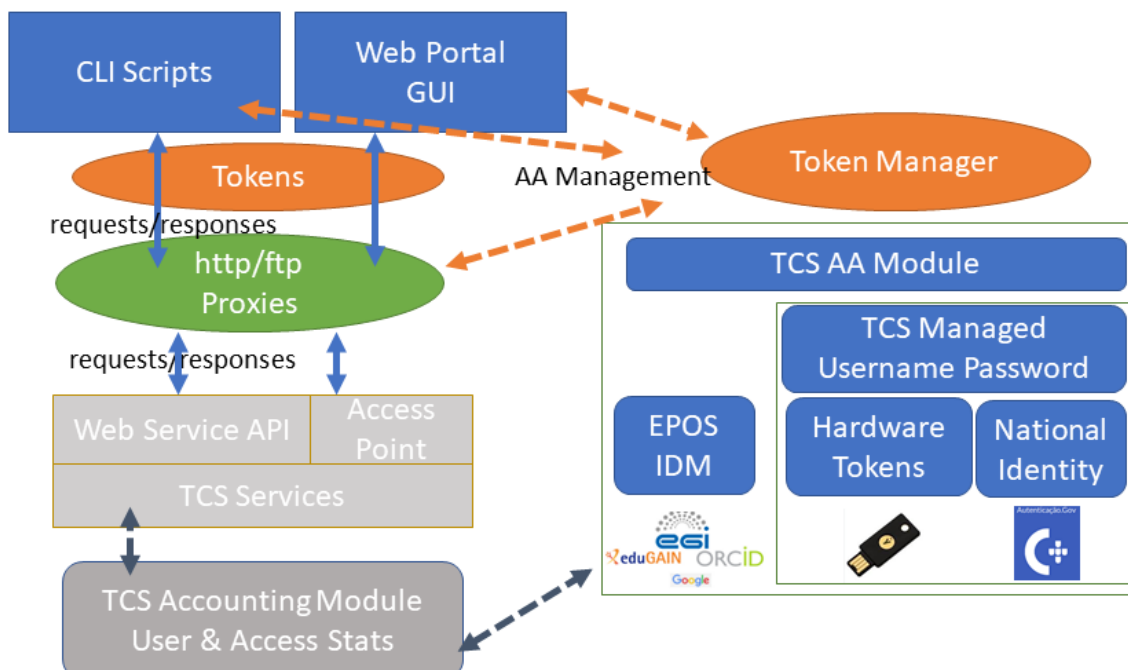 CLI Scripts
Web Portal
GUI
Tokens
AA Management
Token Manager
requests/responses
http/ftp
Proxies
requests/responses
Web Service API
Access
Point
TCS Services
TCS Accounting Module
User & Access Stats
TCS AA Module
TCS Managed
Username Password
EPOS
IDM
Hardware
Tokens
National
Identity
egi
eduGAIN
ORCID
Google
Y
Autenticação.Gov